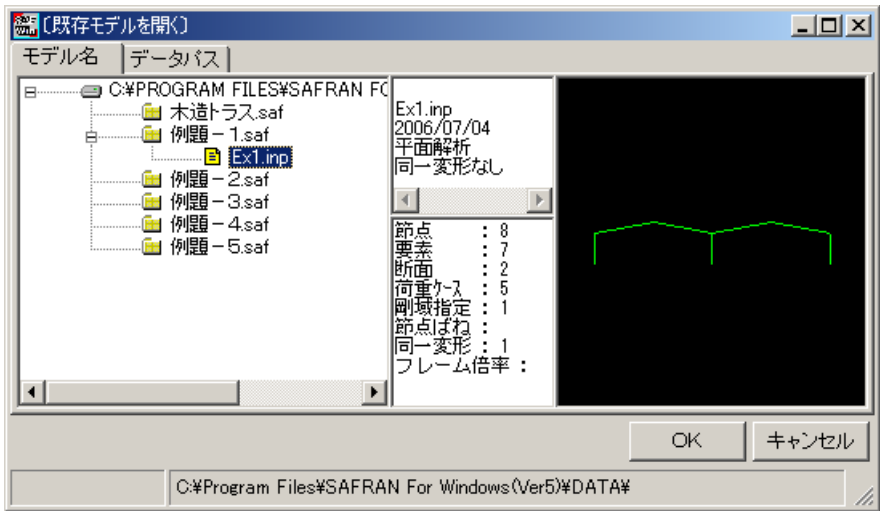 〔既存モデルを開く〕
モデル名
データパス
C:¥PROGRAM FILES¥SAFRAN FO
木造トラス.saf
例題－1.saf
Ex1.inp
例題－2.saf
例題－3.saf
例題－4.saf
例題－5.saf
Ex1.inp
2006/07/04
平面解析
同一変形なし
節点 : 8
要素 : 7
断面 : 2
荷重ｹｰｽ : 5
剛域指定 : 1
節点ばね :
同一変形 : 1
フレーム倍率 :
OK
キャンセル
C:¥Program Files¥SAFRAN For Windows(Ver5)¥DATA¥